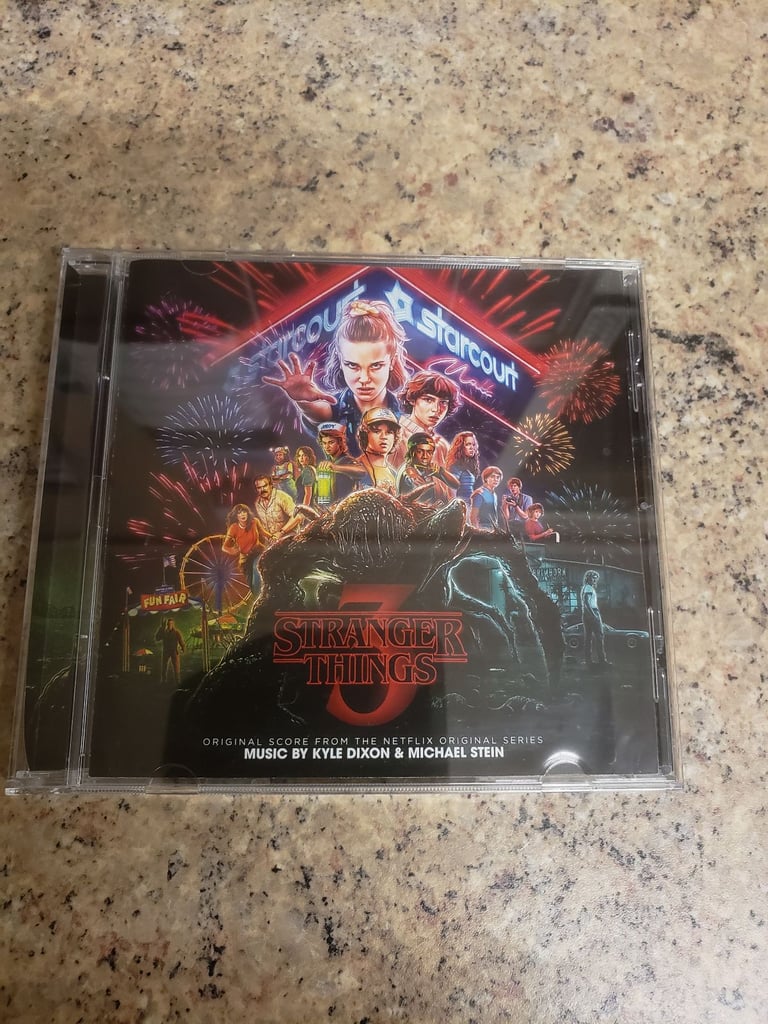 starcourt
starcourt
FUN FAIR
3
STRANGER
THINGS
ORIGINAL SCORE FROM THE NETFLIX ORIGINAL SERIES
MUSIC BY KYLE DIXON & MICHAEL STEIN